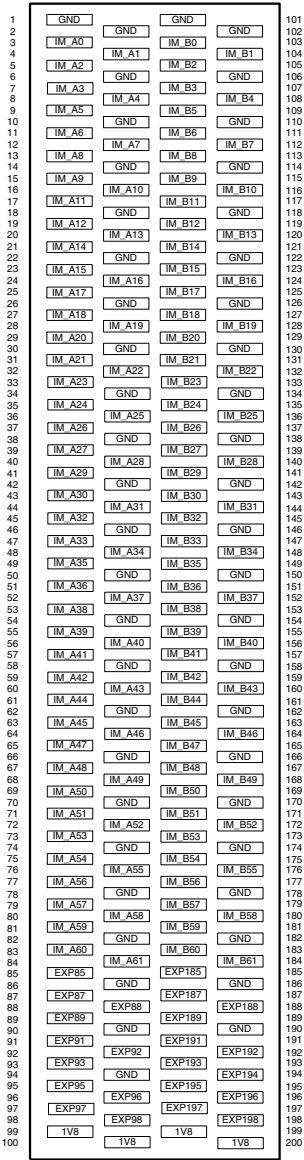 1 GND GND 101
2 GND GND 102
3 IM_A0 IM_B0 103
4 IM_A1 IM_B1 104
5 IM_A2 IM_B2 105
6 GND GND 106
7 IM_A3 IM_B3 107
8 IM_A4 IM_B4 108
9 IM_A5 IM_B5 109
10 GND GND 110
11 IM_A6 IM_B6 111
12 IM_A7 IM_B7 112
13 IM_A8 IM_B8 113
14 GND GND 114
15 IM_A9 IM_B9 115
16 IM_A10 IM_B10 116
17 IM_A11 IM_B11 117
18 GND GND 118
19 IM_A12 IM_B12 119
20 IM_A13 IM_B13 120
21 IM_A14 IM_B14 121
22 GND GND 122
23 IM_A15 IM_B15 123
24 IM_A16 IM_B16 124
25 IM_A17 IM_B17 125
26 GND GND 126
27 IM_A18 IM_B18 127
28 IM_A19 IM_B19 128
29 IM_A20 IM_B20 129
30 GND GND 130
31 IM_A21 IM_B21 131
32 IM_A22 IM_B22 132
33 IM_A23 IM_B23 133
34 GND GND 134
35 IM_A24 IM_B24 135
36 IM_A25 IM_B25 136
37 IM_A26 IM_B26 137
38 GND GND 138
39 IM_A27 IM_B27 139
40 IM_A28 IM_B28 140
41 IM_A29 IM_B29 141
42 GND GND 142
43 IM_A30 IM_B30 143
44 IM_A31 IM_B31 144
45 IM_A32 IM_B32 145
46 GND GND 146
47 IM_A33 IM_B33 147
48 IM_A34 IM_B34 148
49 IM_A35 IM_B35 149
50 GND GND 150
51 IM_A36 IM_B36 151
52 IM_A37 IM_B37 152
53 IM_A38 IM_B38 153
54 GND GND 154
55 IM_A39 IM_B39 155
56 IM_A40 IM_B40 156
57 IM_A41 IM_B41 157
58 GND GND 158
59 IM_A42 IM_B42 159
60 IM_A43 IM_B43 160
61 IM_A44 IM_B44 161
62 GND GND 162
63 IM_A45 IM_B45 163
64 IM_A46 IM_B46 164
65 IM_A47 IM_B47 165
66 GND GND 166
67 IM_A48 IM_B48 167
68 IM_A49 IM_B49 168
69 IM_A50 IM_B50 169
70 GND GND 170
71 IM_A51 IM_B51 171
72 IM_A52 IM_B52 172
73 IM_A53 IM_B53 173
74 GND GND 174
75 IM_A54 IM_B54 175
76 IM_A55 IM_B55 176
77 IM_A56 IM_B56 177
78 GND GND 178
79 IM_A57 IM_B57 179
80 IM_A58 IM_B58 180
81 IM_A59 IM_B59 181
82 GND GND 182
83 IM_A60 IM_B60 183
84 IM_A61 IM_B61 184
85 EXP85 EXP185 185
86 GND GND 186
87 EXP87 EXP187 187
88 EXP88 EXP188 188
89 EXP89 EXP189 189
90 GND GND 190
91 EXP91 EXP191 191
92 EXP92 EXP192 192
93 EXP93 EXP193 193
94 GND EXP194 194
95 EXP95 EXP195 195
96 EXP96 EXP196 196
97 EXP97 EXP197 197
98 EXP98 EXP198 198
99 1V8 1V8 199
100 1V8 1V8 200